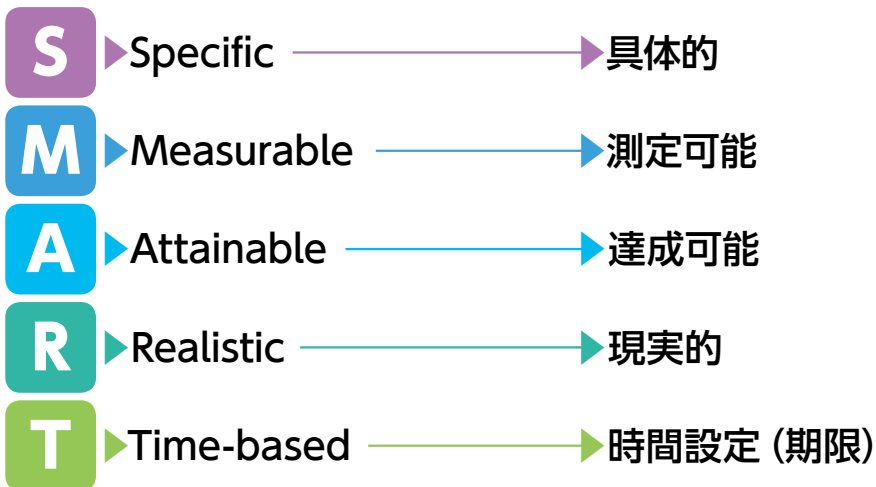 S Specific 具体的
M Measurable 測定可能
A Attainable 達成可能
R Realistic 現実的
T Time-based 時間設定（期限）